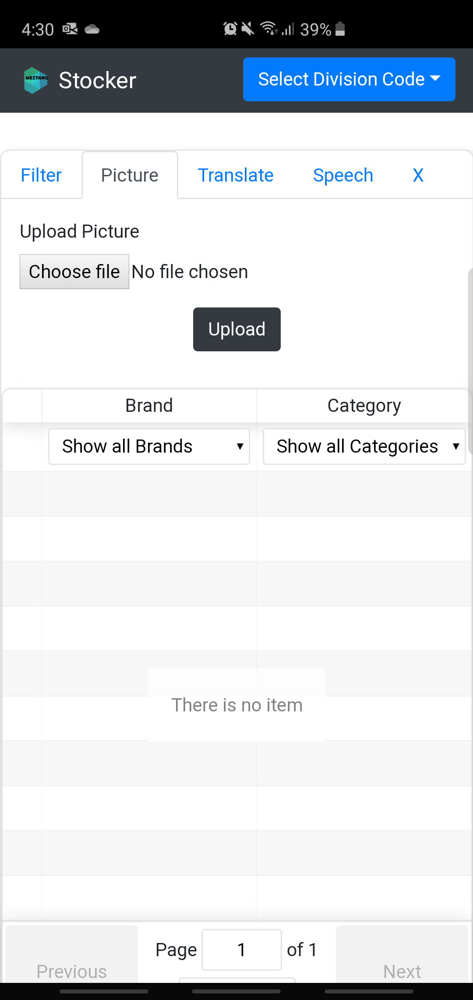 4:30 39%
WEITANG Stocker Select Division Code
Filter Picture Translate Speech X
Upload Picture
Choose file No file chosen
Upload
Brand Category
Show all Brands Show all Categories
There is no item
Page 1 of 1
Previous Next